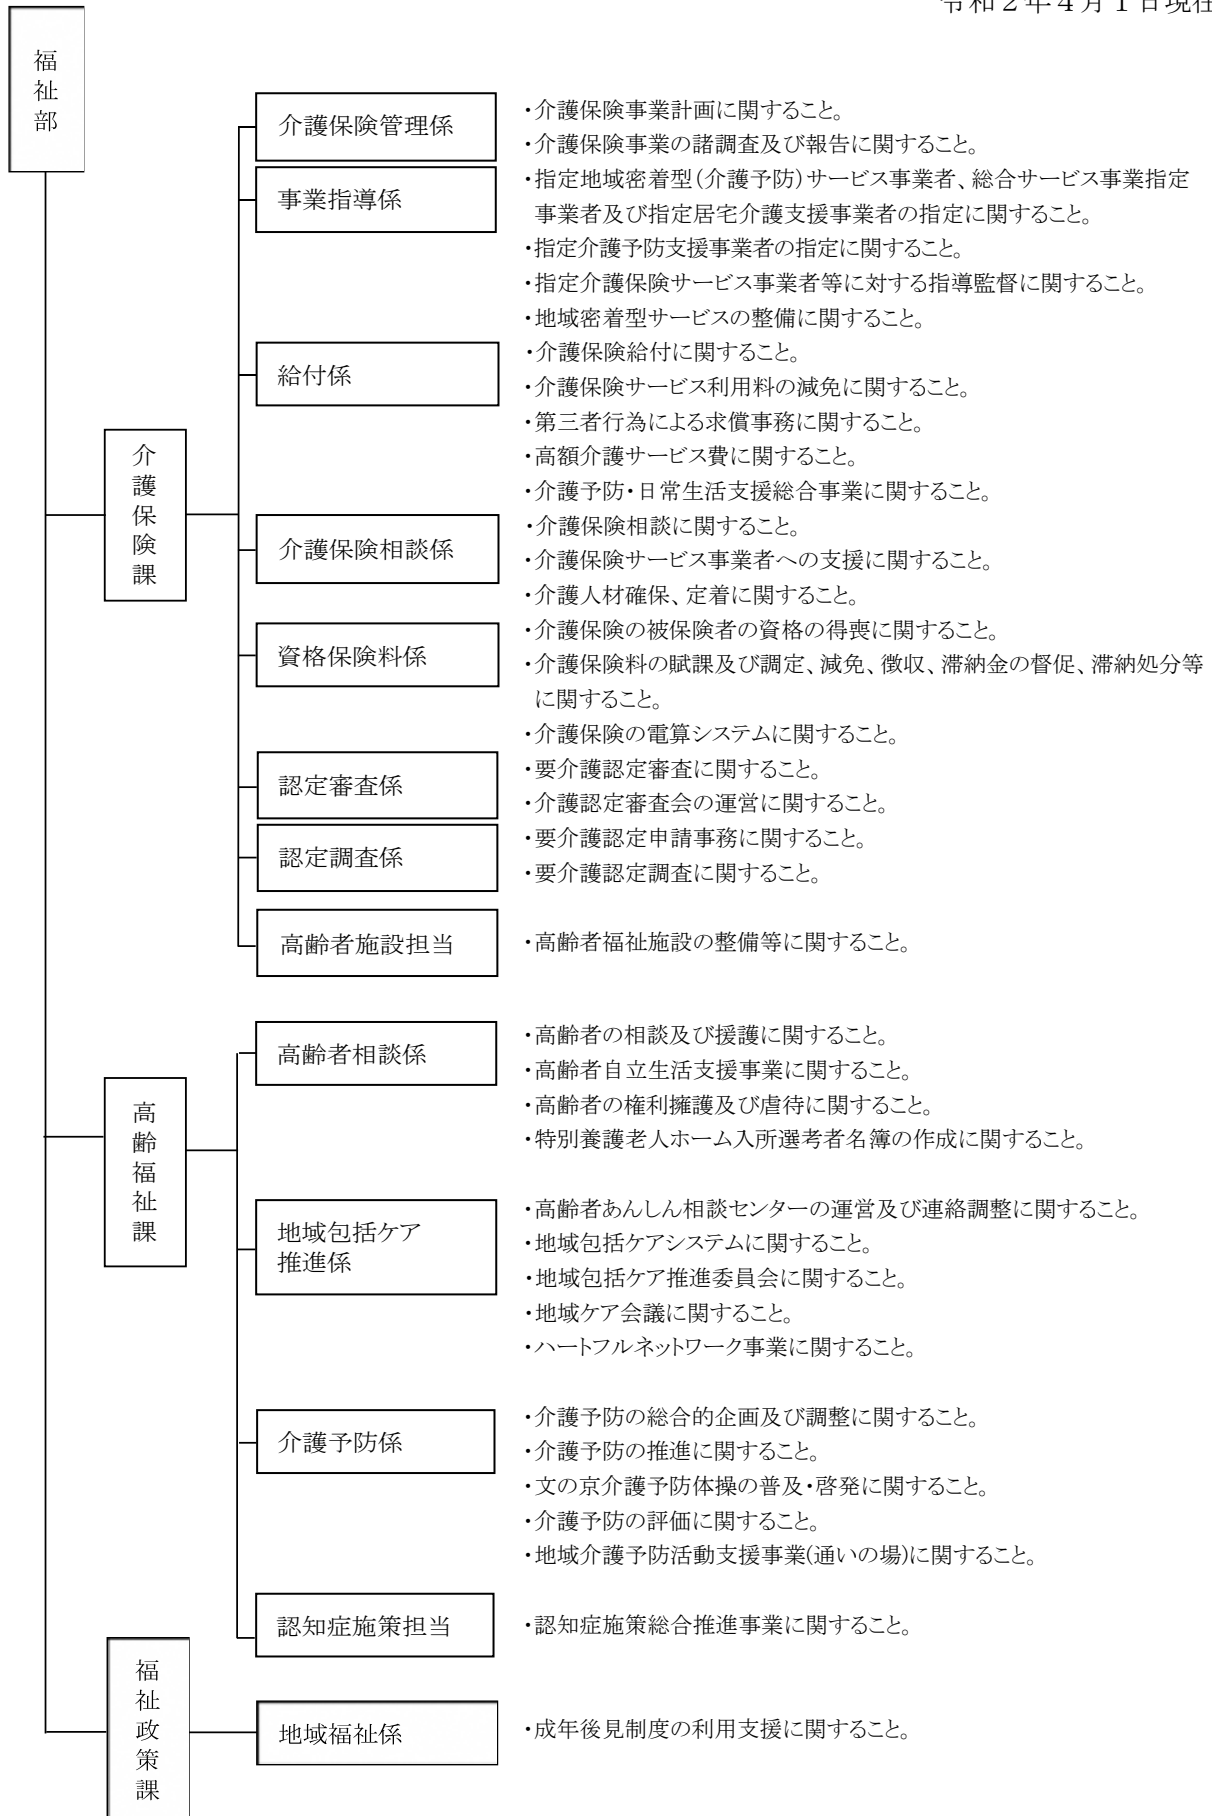 令和2年4月1日現在
福祉部
介護保険課
介護保険管理係
・介護保険事業計画に関すること。
・介護保険事業の諸調査及び報告に関すること。
事業指導係
・指定地域密着型(介護予防)サービス事業者、総合サービス事業指定
事業者及び指定居宅介護支援事業者の指定に関すること。
・指定介護予防支援事業者の指定に関すること。
・指定介護保険サービス事業者等に対する指導監督に関すること。
・地域密着型サービスの整備に関すること。
給付係
・介護保険給付に関すること。
・介護保険サービス利用料の減免に関すること。
・第三者行為による求償事務に関すること。
・高額介護サービス費に関すること。
・介護予防・日常生活支援総合事業に関すること。
介護保険相談係
・介護保険相談に関すること。
・介護保険サービス事業者への支援に関すること。
・介護人材確保、定着に関すること。
資格保険料係
・介護保険の被保険者の資格の得喪に関すること。
・介護保険料の賦課及び調定、減免、徴収、滞納金の督促、滞納処分等
に関すること。
・介護保険の電算システムに関すること。
認定審査係
・要介護認定審査に関すること。
・介護認定審査会の運営に関すること。
認定調査係
・要介護認定申請事務に関すること。
・要介護認定調査に関すること。
高齢者施設担当
・高齢者福祉施設の整備等に関すること。
高齢福祉課
高齢者相談係
・高齢者の相談及び援護に関すること。
・高齢者自立生活支援事業に関すること。
・高齢者の権利擁護及び虐待に関すること。
・特別養護老人ホーム入所選考者名簿の作成に関すること。
地域包括ケア
推進係
・高齢者あんしん相談センターの運営及び連絡調整に関すること。
・地域包括ケアシステムに関すること。
・地域包括ケア推進委員会に関すること。
・地域ケア会議に関すること。
・ハートフルネットワーク事業に関すること。
介護予防係
・介護予防の総合的企画及び調整に関すること。
・介護予防の推進に関すること。
・文の京介護予防体操の普及・啓発に関すること。
・介護予防の評価に関すること。
・地域介護予防活動支援事業(通いの場)に関すること。
認知症施策担当
・認知症施策総合推進事業に関すること。
福祉政策課
地域福祉係
・成年後見制度の利用支援に関すること。